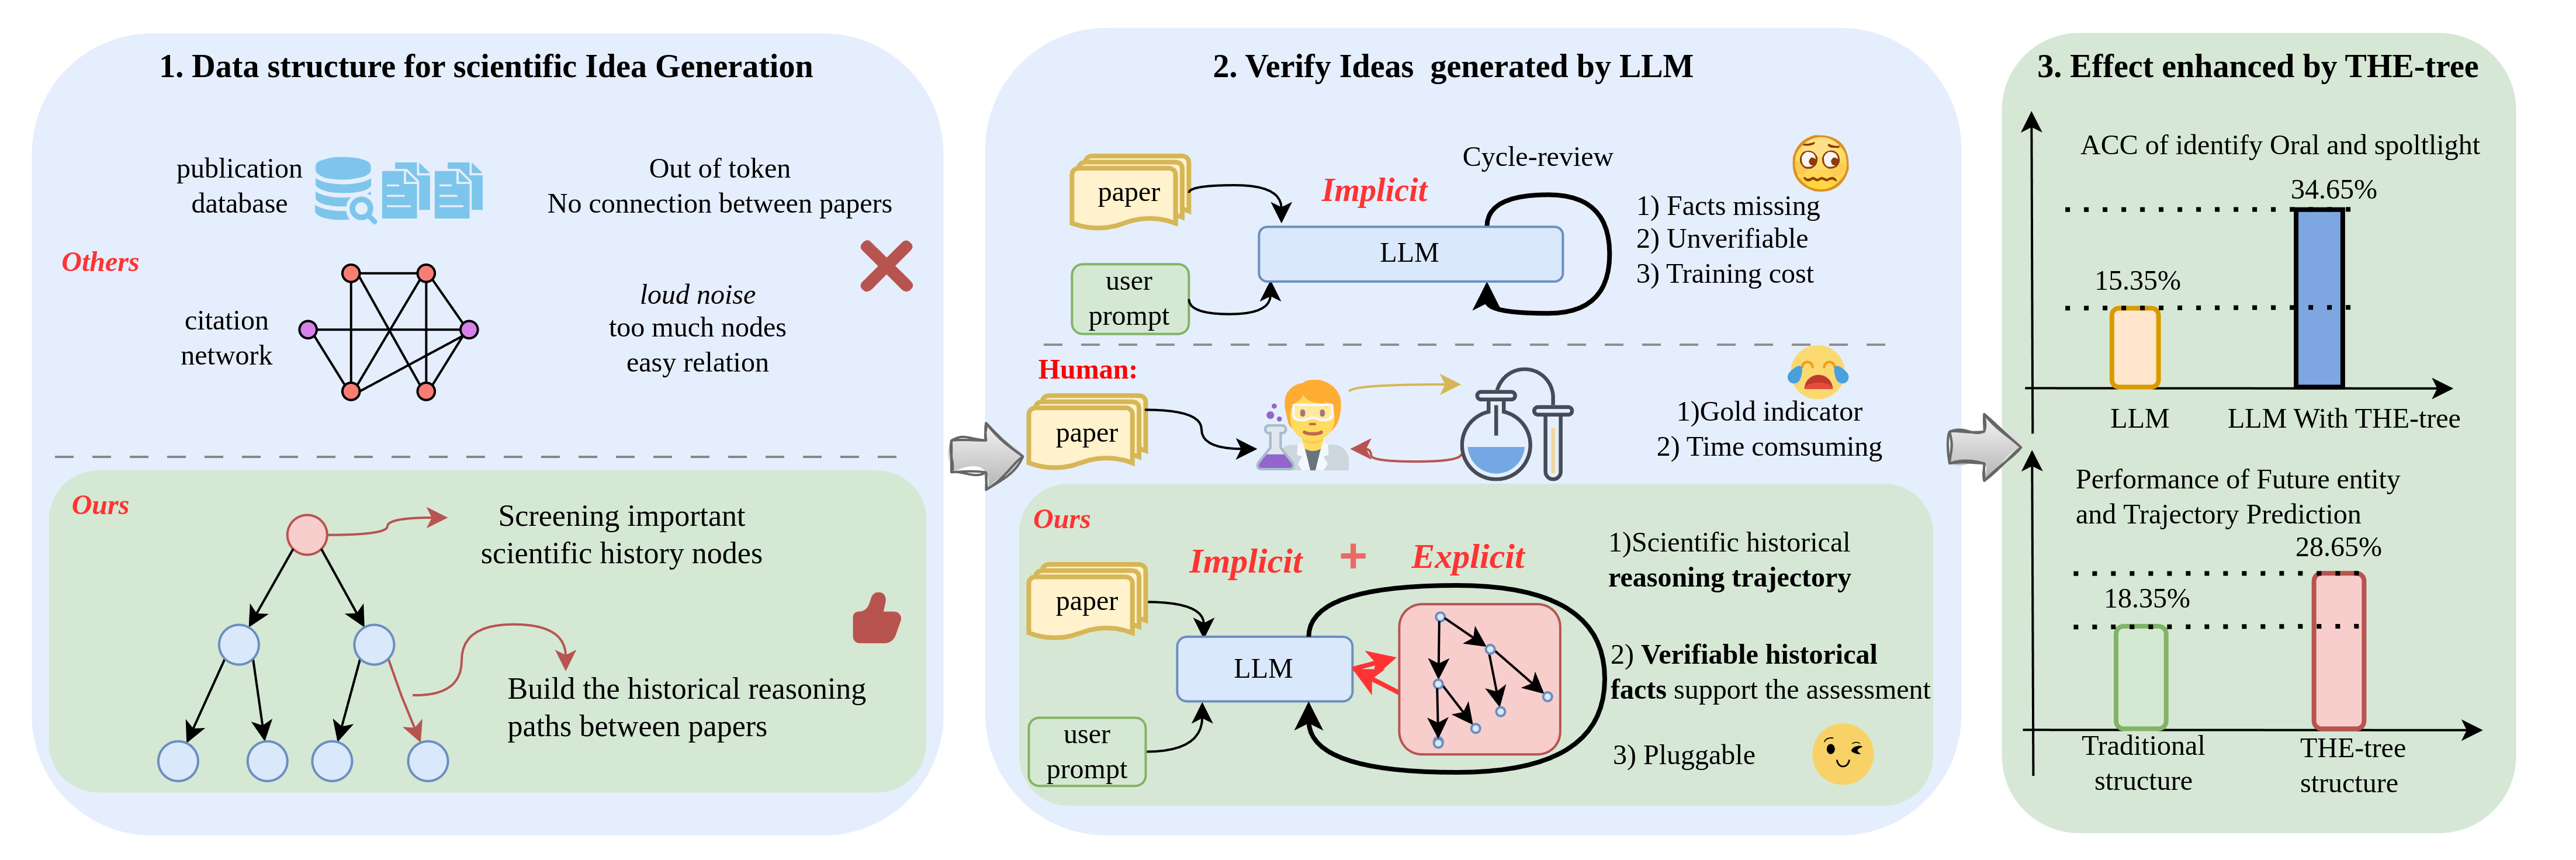 1. Data structure for scientific Idea Generation
publication
database
Out of token
No connection between papers
Others
citation
network
loud noise
too much nodes
easy relation
Ours
Screening important
scientific history nodes
Build the historical reasoning
paths between papers
2. Verify Ideas generated by LLM
paper
Implicit
Cycle-review
LLM
user
prompt
1) Facts missing
2) Unverifiable
3) Training cost
Human:
paper
1)Gold indicator
2) Time comsuming
Ours
paper
Implicit + Explicit
LLM
user
prompt
1)Scientific historical
reasoning trajectory
2) Verifiable historical
facts support the assessment
3) Pluggable
3. Effect enhanced by THE-tree
ACC of identify Oral and spoltlight
34.65%
15.35%
LLM
LLM With THE-tree
Performance of Future entity
and Trajectory Prediction
28.65%
18.35%
Traditional
structure
THE-tree
structure